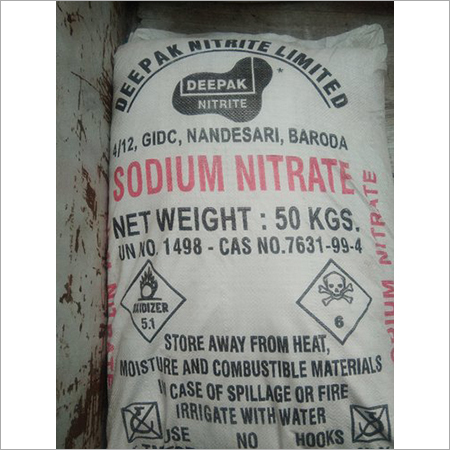 DEEPAK NITRITE LIMITED
DEEPAK
NITRITE
4/12, GIDC, NANDESARI, BARODA
SODIUM NITRATE
NET WEIGHT : 50 KGS.
UN NO. 1498 - CAS NO.7631-99-4
OXIDIZER
5.1
6
STORE AWAY FROM HEAT,
MOISTURE AND COMBUSTIBLE MATERIALS
IN CASE OF SPILLAGE OR FIRE
IRRIGATE WITH WATER
USE NO HOOKS